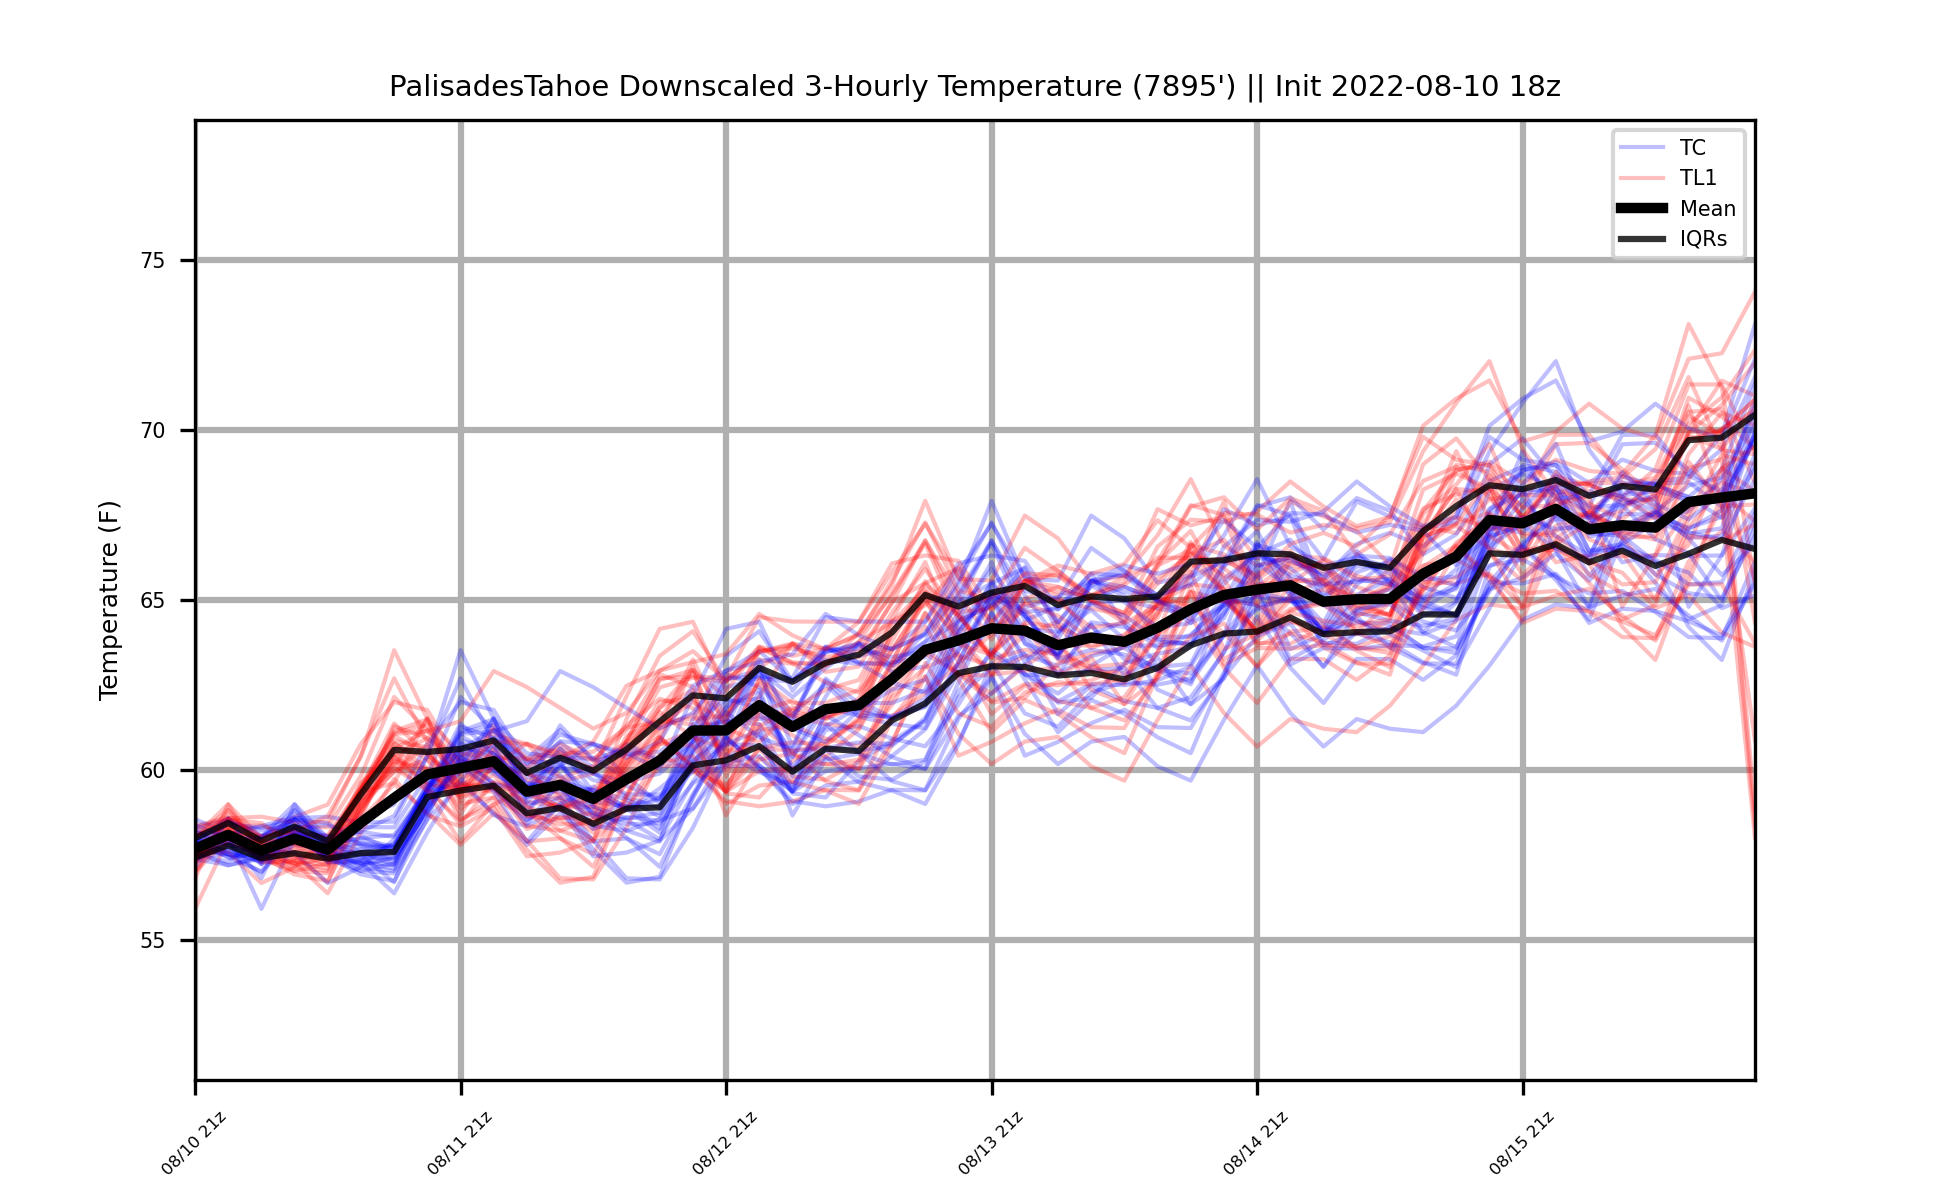 PalisadesTahoe Downscaled 3-Hourly Temperature (7895') || Init 2022-08-10 18z
TC
TL1
Mean
IQRs
Temperature (F)
75
70
65
60
55
08/10 21z
08/11 21z
08/12 21z
08/13 21z
08/14 21z
08/15 21z